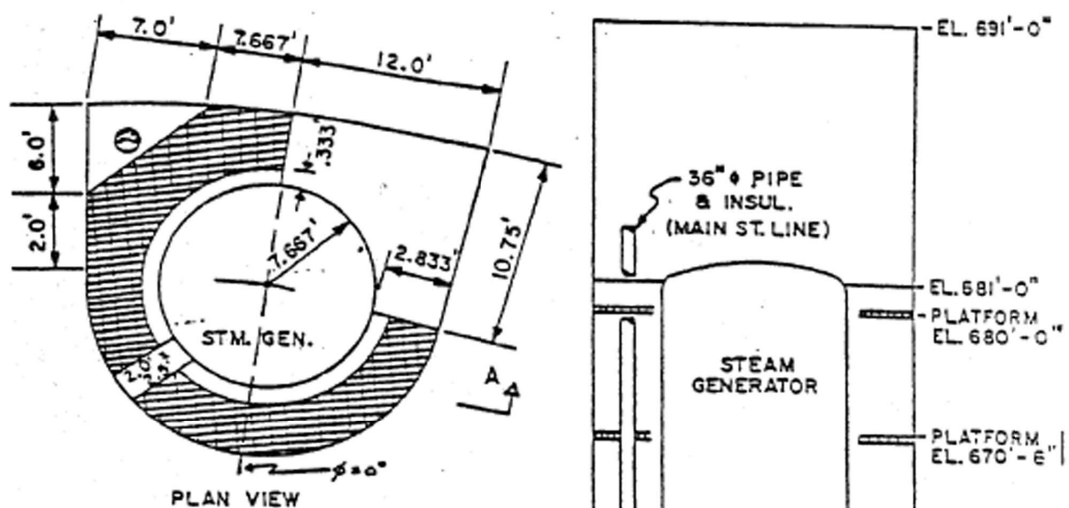 7.0'
7.667'
12.0'
6.0'
2.0'
.333'
7.667'
2.833'
10.75'
STM. GEN.
A
ϕ=0°
PLAN VIEW
EL. 691'-0"
36" ϕ PIPE
& INSUL.
(MAIN ST. LINE)
EL. 681'-0"
PLATFORM
EL. 680'-0"
STEAM
GENERATOR
PLATFORM
EL. 670'-6"